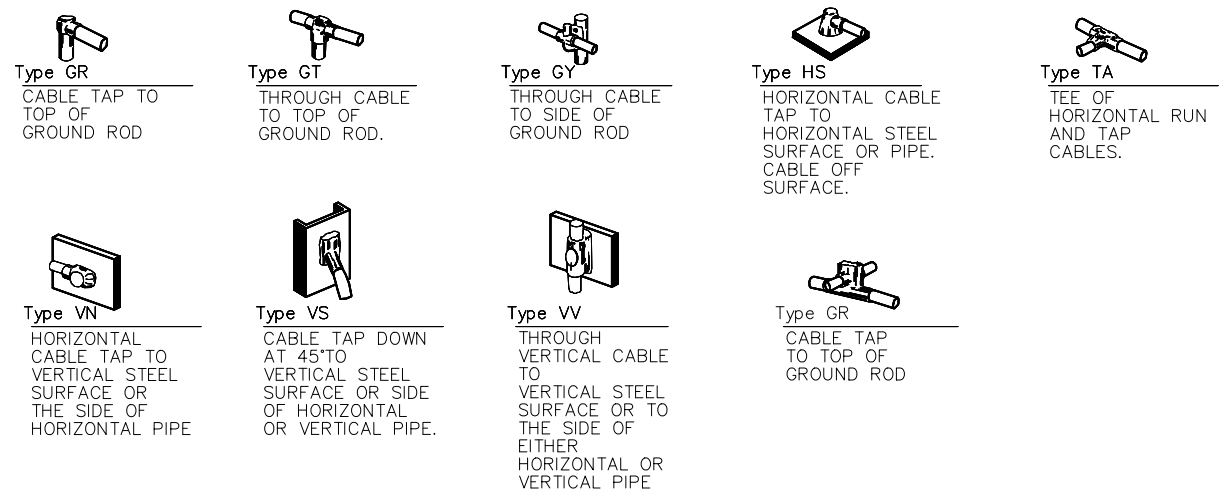 Type GR
CABLE TAP TO
TOP OF
GROUND ROD
Type GT
THROUGH CABLE
TO TOP OF
GROUND ROD.
Type GY
THROUGH CABLE
TO SIDE OF
GROUND ROD
Type HS
HORIZONTAL CABLE
TAP TO
HORIZONTAL STEEL
SURFACE OR PIPE.
CABLE OFF
SURFACE.
Type TA
TEE OF
HORIZONTAL RUN
AND TAP
CABLES.
Type VN
HORIZONTAL
CABLE TAP TO
VERTICAL STEEL
SURFACE OR
THE SIDE OF
HORIZONTAL PIPE
Type VS
CABLE TAP DOWN
AT 45°TO
VERTICAL STEEL
SURFACE OR SIDE
OF HORIZONTAL
OR VERTICAL PIPE.
Type VV
THROUGH
VERTICAL CABLE
TO
VERTICAL STEEL
SURFACE OR TO
THE SIDE OF
EITHER
HORIZONTAL OR
VERTICAL PIPE
Type GR
CABLE TAP
TO TOP OF
GROUND ROD